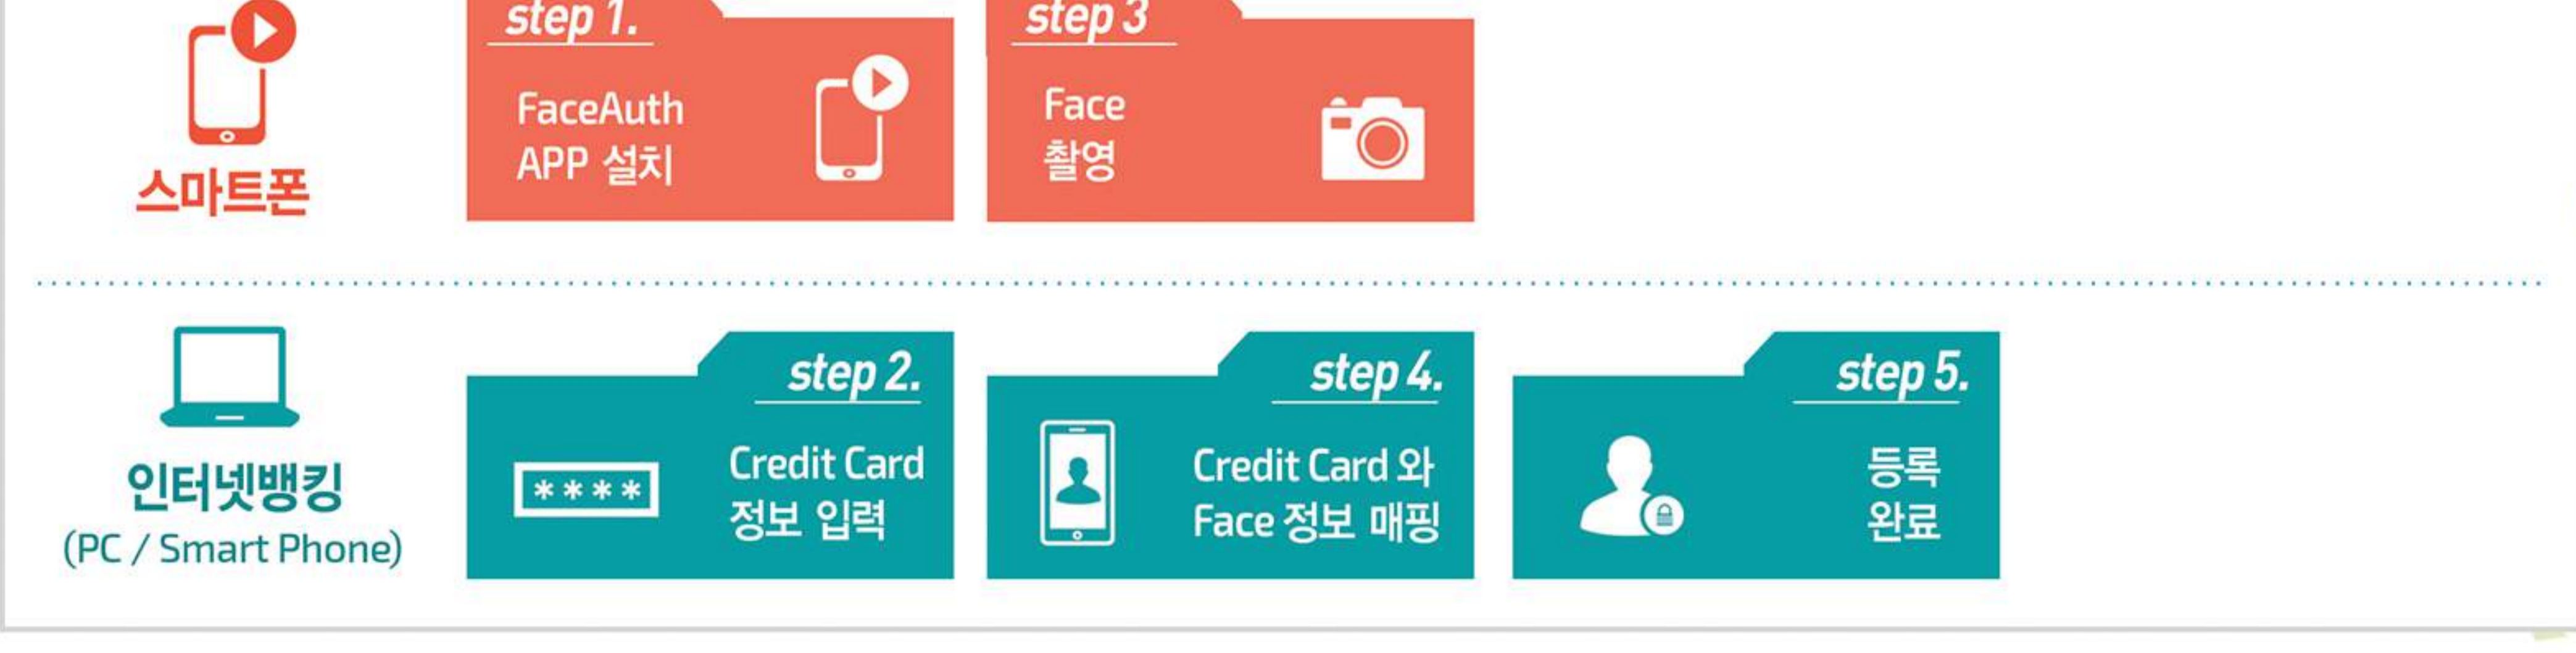 step 1.
FaceAuth
APP 설치
step 3
Face
촬영
스마트폰
step 2.
Credit Card
정보 입력
step 4.
Credit Card 와
Face 정보 매핑
step 5.
등록
완료
****
인터넷뱅킹
(PC / Smart Phone)